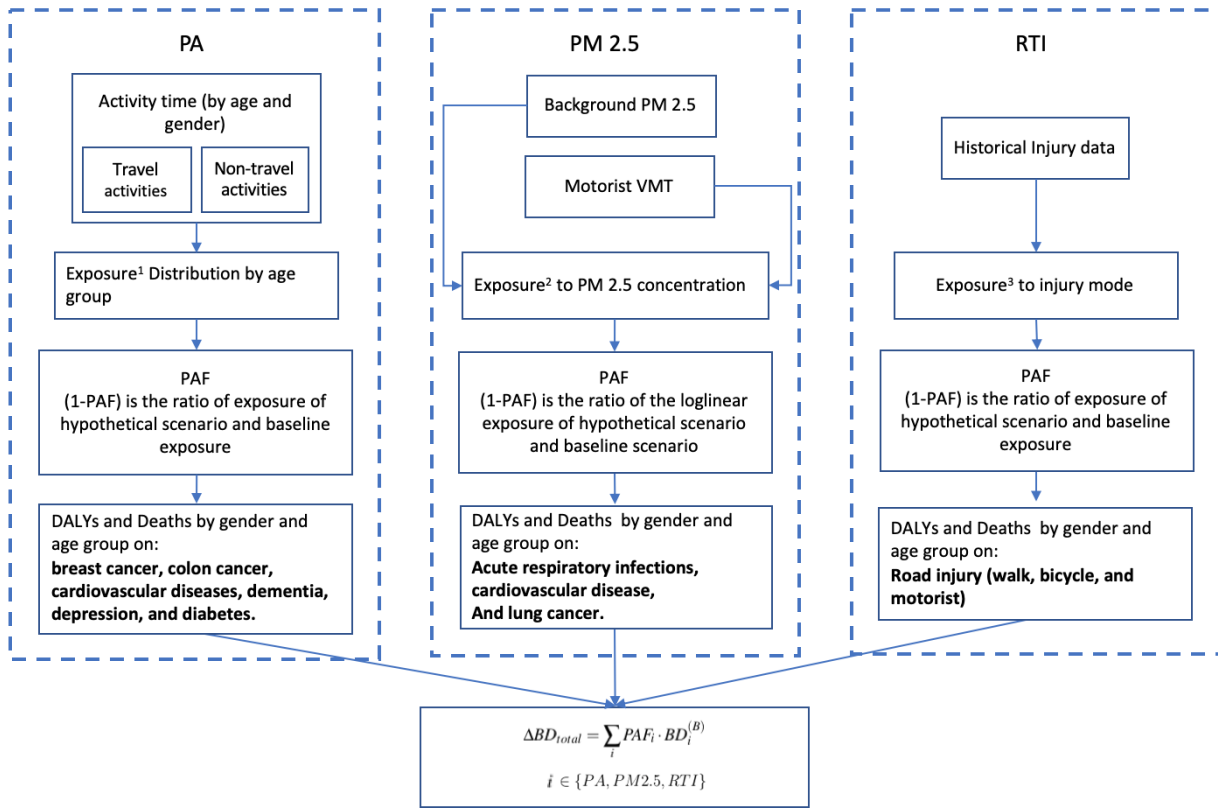 PA
Activity time (by age and
gender)
Travel
activities
Non-travel
activities
Exposure¹ Distribution by age
group
PAF
(1-PAF) is the ratio of exposure of
hypothetical scenario and baseline
exposure
DALYs and Deaths by gender and
age group on:
breast cancer, colon cancer,
cardiovascular diseases, dementia,
depression, and diabetes.
PM 2.5
Background PM 2.5
Motorist VMT
Exposure² to PM 2.5 concentration
PAF
(1-PAF) is the ratio of the loglinear
exposure of hypothetical scenario
and baseline scenario
DALYs and Deaths by gender and
age group on:
Acute respiratory infections,
cardiovascular disease,
And lung cancer.
RTI
Historical Injury data
Exposure³ to injury mode
PAF
(1-PAF) is the ratio of exposure of
hypothetical scenario and baseline
exposure
DALYs and Deaths by gender and
age group on:
Road injury (walk, bicycle, and
motorist)
ΔBD_total = ∑_i PAF_i · BD_i^(B)
i ∈ {PA, PM2.5, RTI}